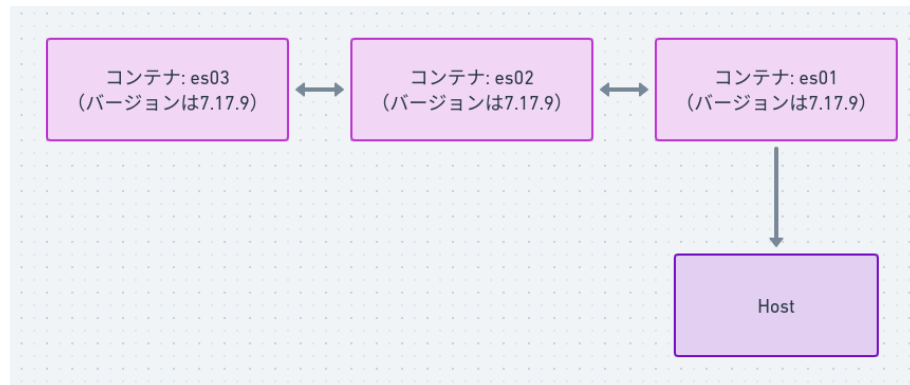 コンテナ: es03
（バージョンは7.17.9）
コンテナ: es02
（バージョンは7.17.9）
コンテナ: es01
（バージョンは7.17.9）
Host